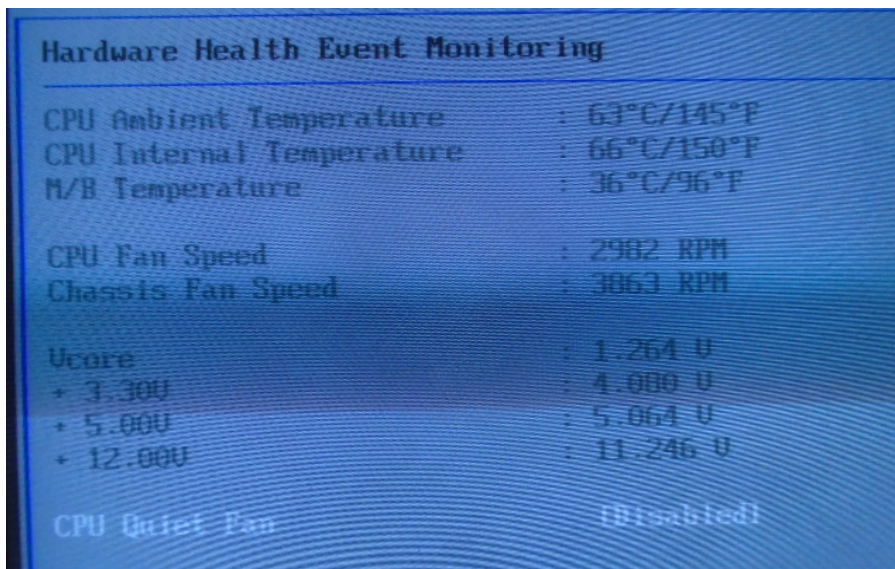 Hardware Health Event Monitoring
CPU Ambient Temperature : 63°C/145°F
CPU Internal Temperature : 66°C/150°F
M/B Temperature : 36°C/96°F
CPU Fan Speed : 2982 RPM
Chassis Fan Speed : 3863 RPM
Vcore : 1.264 V
+ 3.30V : 4.080 V
+ 5.00V : 5.064 V
+ 12.00V : 11.246 V
CPU Quiet Fan [Disabled]